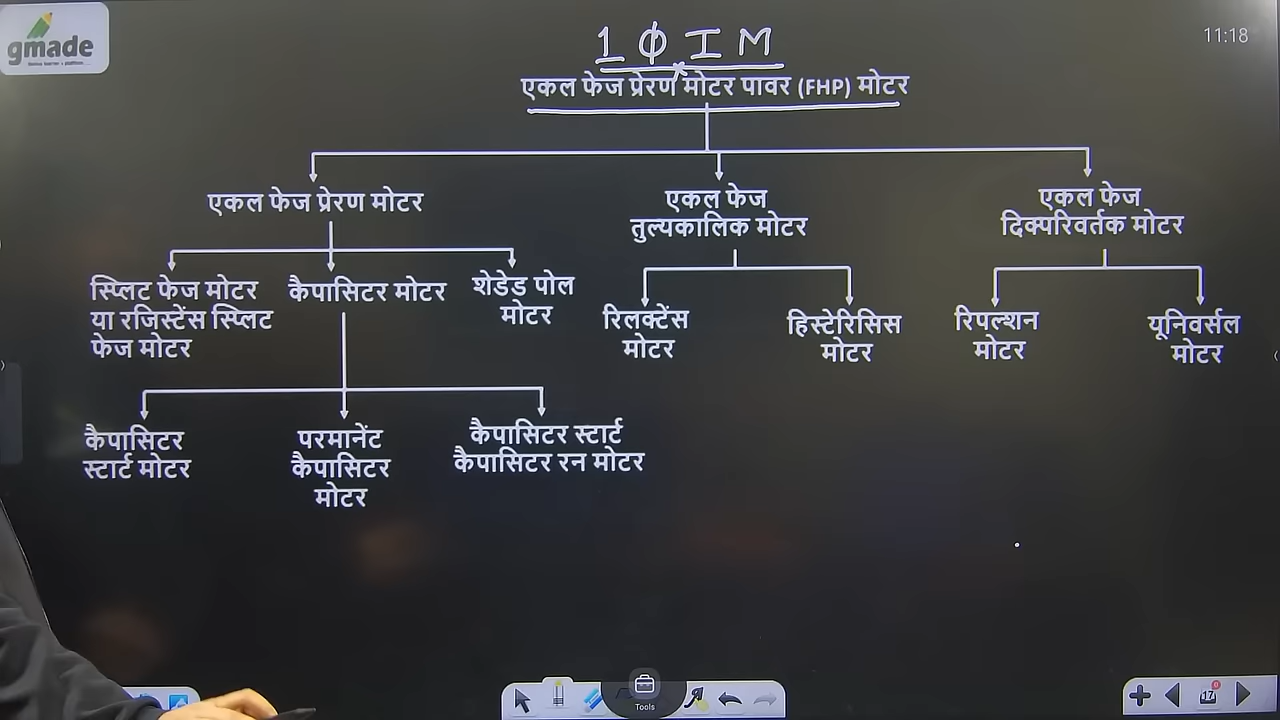 gmade
11:18
1 Φ I M
एकल फेज प्रेरण मोटर पावर (FHP) मोटर
एकल फेज प्रेरण मोटर
एकल फेज
तुल्यकालिक मोटर
एकल फेज
दिक्परिवर्तक मोटर
स्प्लिट फेज मोटर
या रजिस्टेंस स्प्लिट
फेज मोटर
कैपासिटर मोटर
शेडेड पोल
मोटर
रिलक्टेंस
मोटर
हिस्टेरिसिस
मोटर
रिपल्शन
मोटर
यूनिवर्सल
मोटर
कैपासिटर
स्टार्ट मोटर
परमानेंट
कैपासिटर
मोटर
कैपासिटर स्टार्ट
कैपासिटर रन मोटर
Tools
17